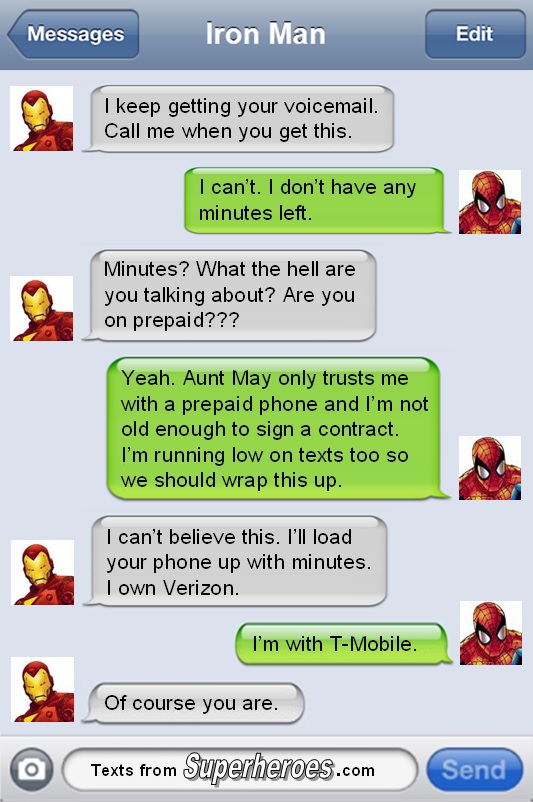 Messages
Iron Man
Edit
I keep getting your voicemail.
Call me when you get this.
I can't. I don't have any
minutes left.
Minutes? What the hell are
you talking about? Are you
on prepaid???
Yeah. Aunt May only trusts me
with a prepaid phone and I'm not
old enough to sign a contract.
I'm running low on texts too so
we should wrap this up.
I can't believe this. I'll load
your phone up with minutes.
I own Verizon.
I'm with T-Mobile.
Of course you are.
Texts from Superheroes.com
Send